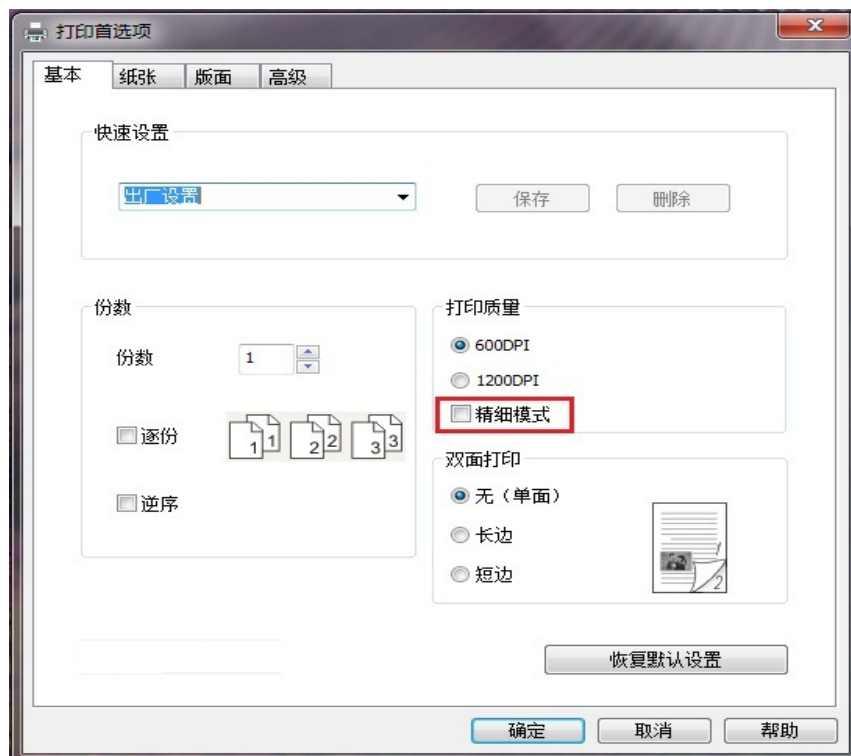 打印首选项
基本 纸张 版面 高级
快速设置
出厂设置 保存 删除
份数
份数 1
逐份 1 1 2 2 3 3
逆序
打印质量
600DPI
1200DPI
精细模式
双面打印
无（单面）
长边
短边
1
2
恢复默认设置
确定 取消 帮助